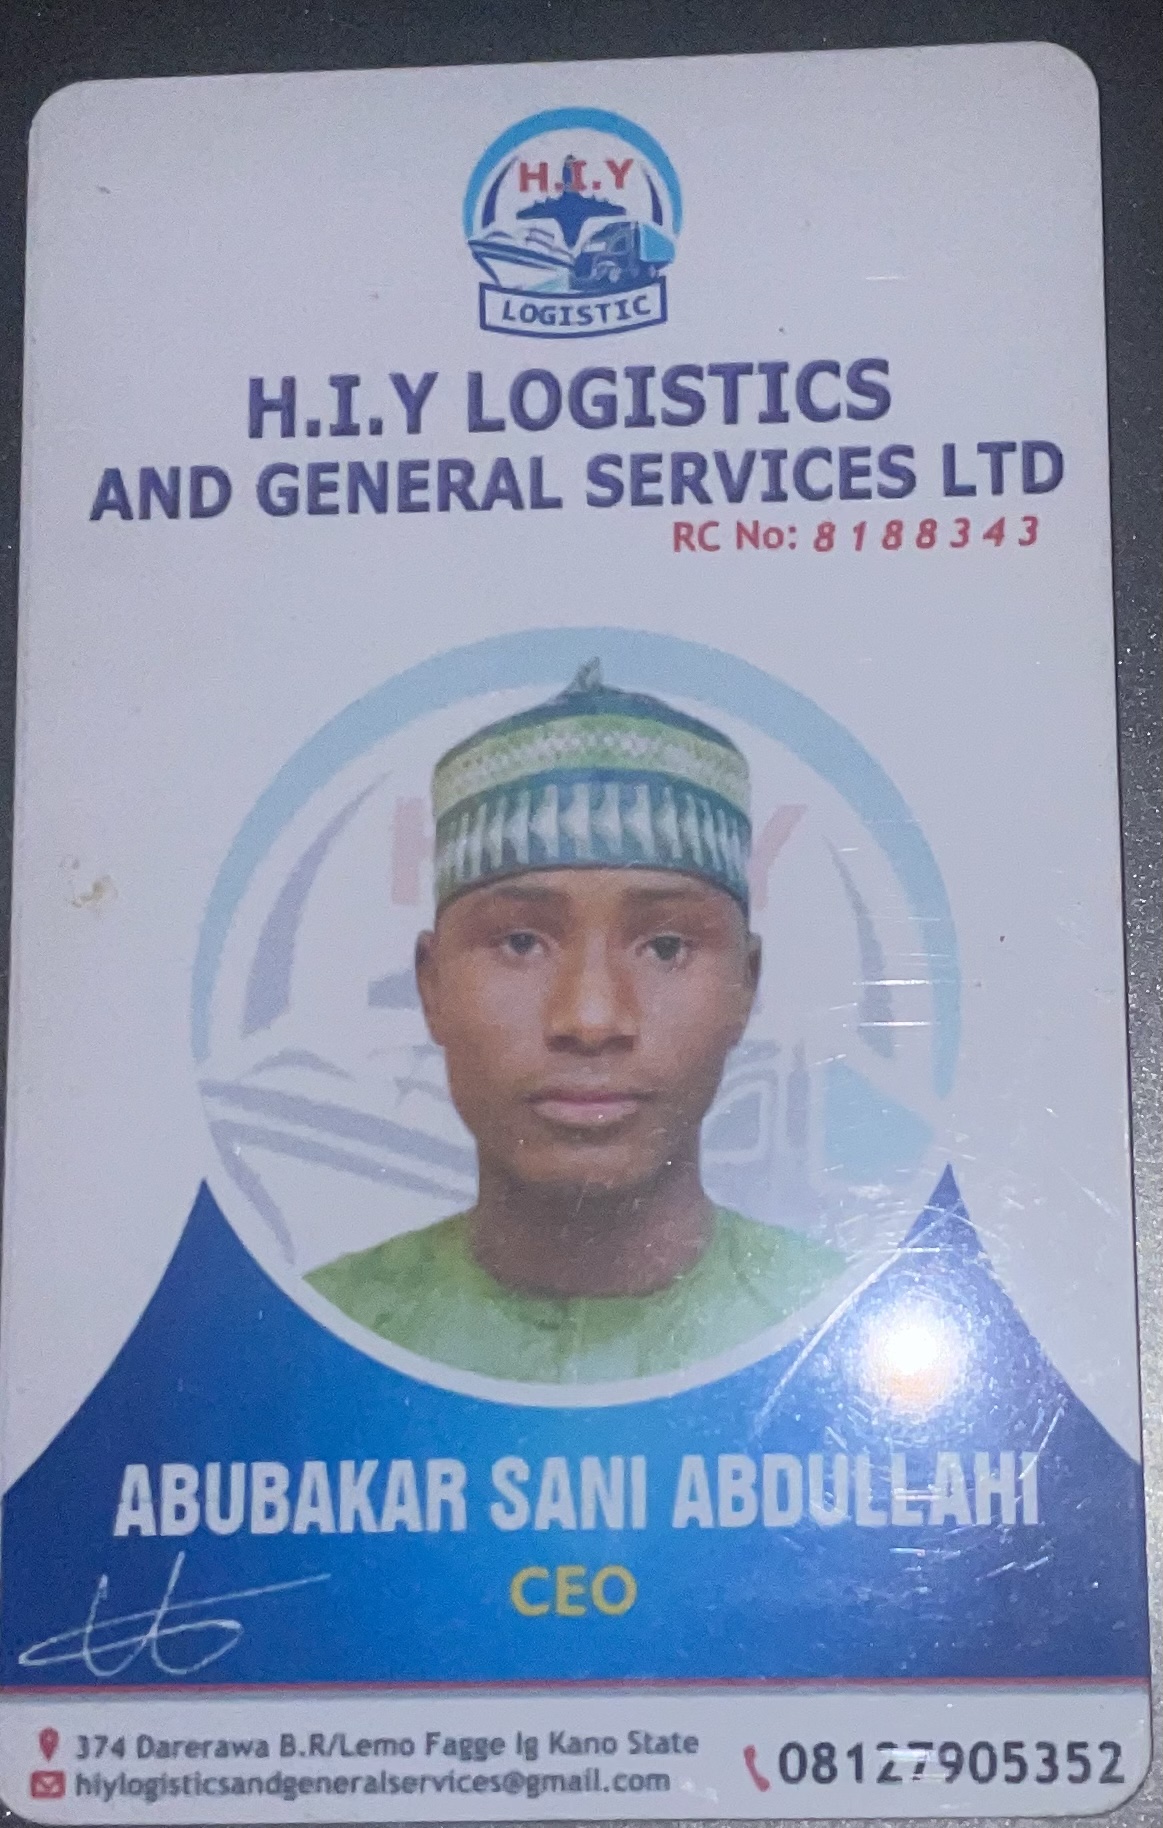 H.I.Y
LOGISTIC
H.I.Y LOGISTICS
AND GENERAL SERVICES LTD
RC No: 8188343
H Y
ABUBAKAR SANI ABDULLAHI
CEO
374 Darerawa B.R/Lemo Fagge lg Kano State
hiylogisticsandgeneralservices@gmail.com
08127905352